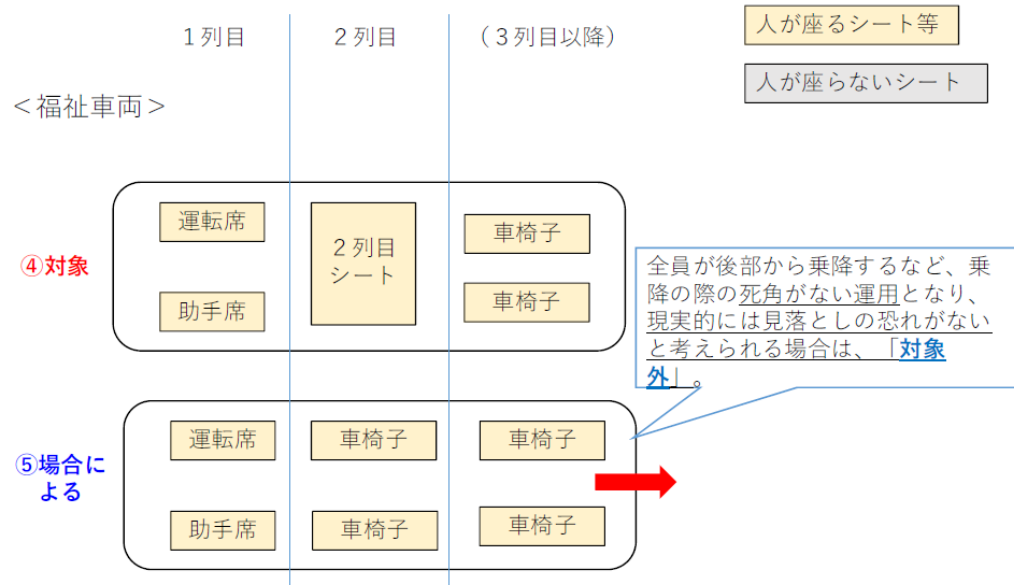 1列目
2列目
（3列目以降）
人が座るシート等
人が座らないシート
＜福祉車両＞
④対象
運転席
助手席
2列目
シート
車椅子
車椅子
全員が後部から乗降するなど、乗
降の際の死角がない運用となり、
現実的には見落としの恐れがない
と考えられる場合は、「対象
外」。
⑤場合に
よる
運転席
車椅子
車椅子
助手席
車椅子
車椅子